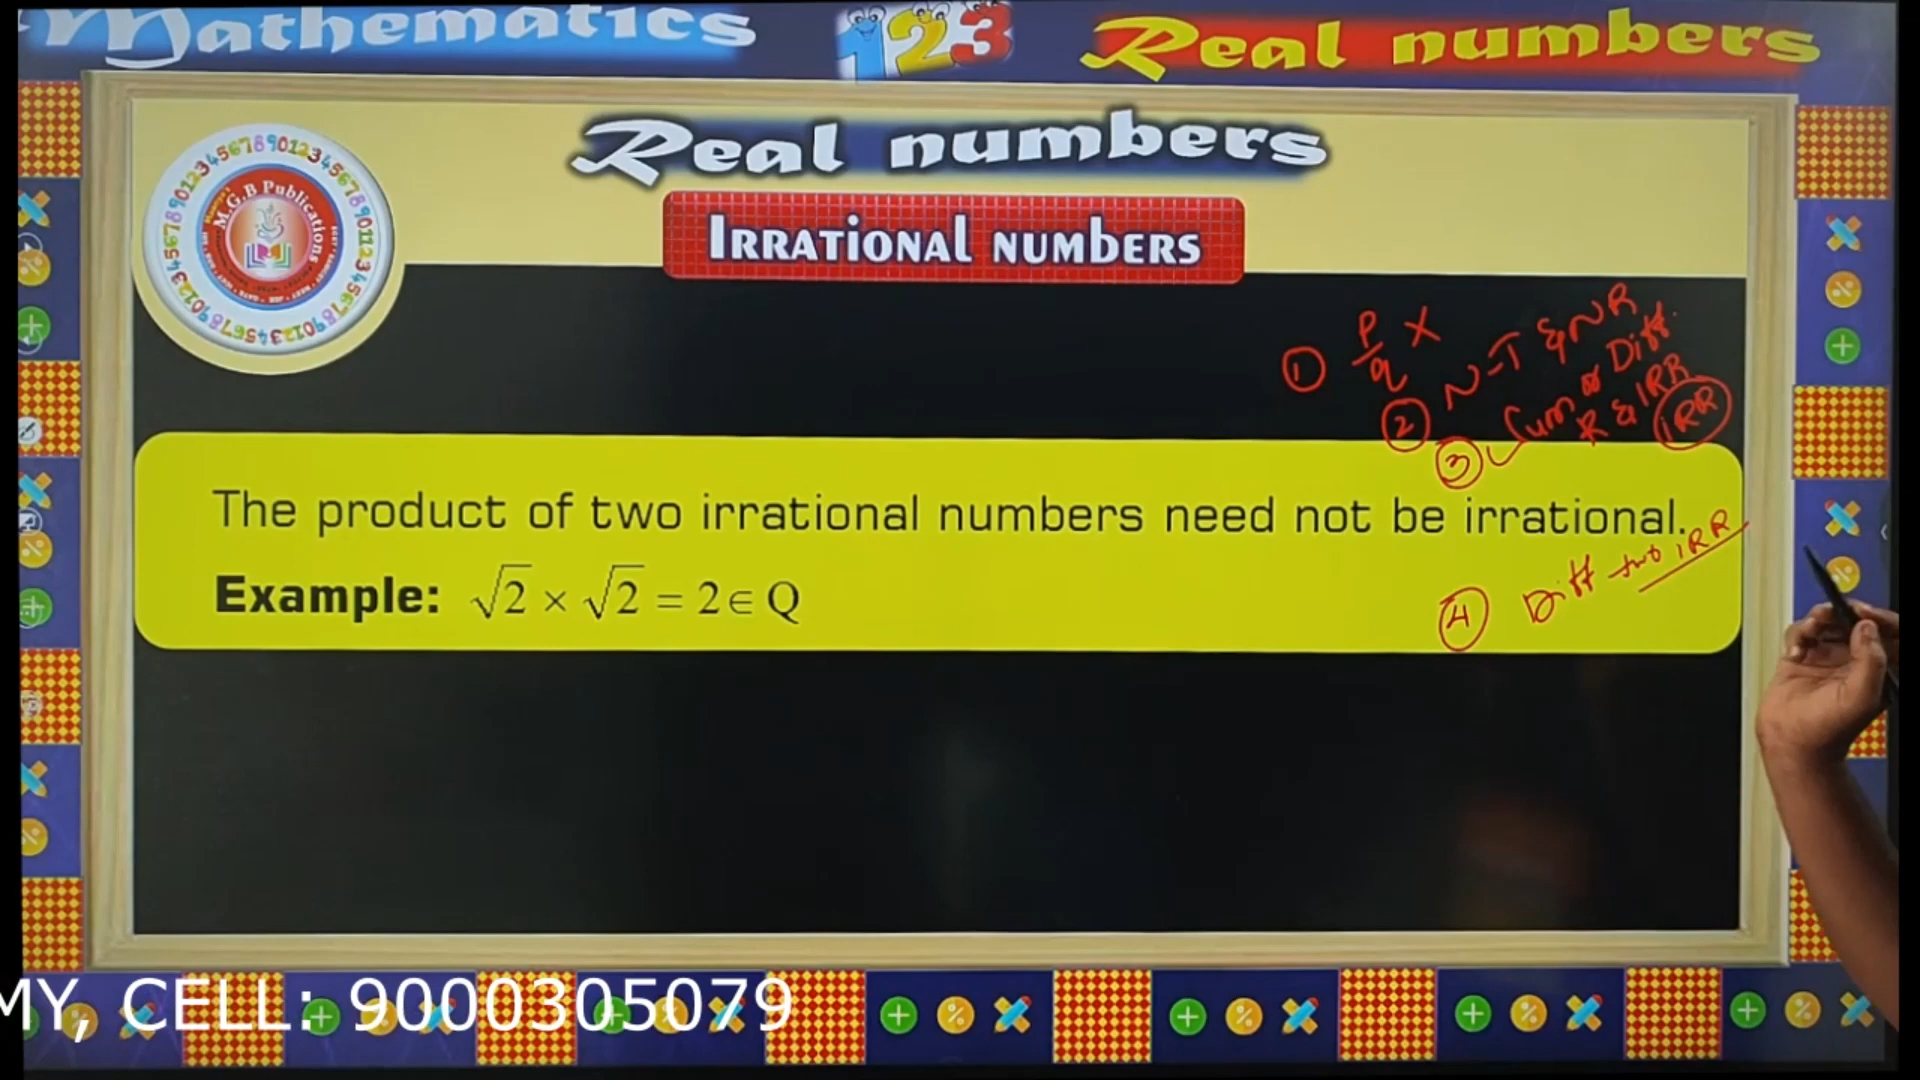 Mathematics
123
Real numbers
Real numbers
M.G.B Publications
Irrational numbers
① P/q ×
② N-T & NR
③ Sum or Diff.
R & IRR
iRR
The product of two irrational numbers need not be irrational.
Example: √2 × √2 = 2 ∈ Q
④ Diff two iRR
MY, CELL: 9000305079